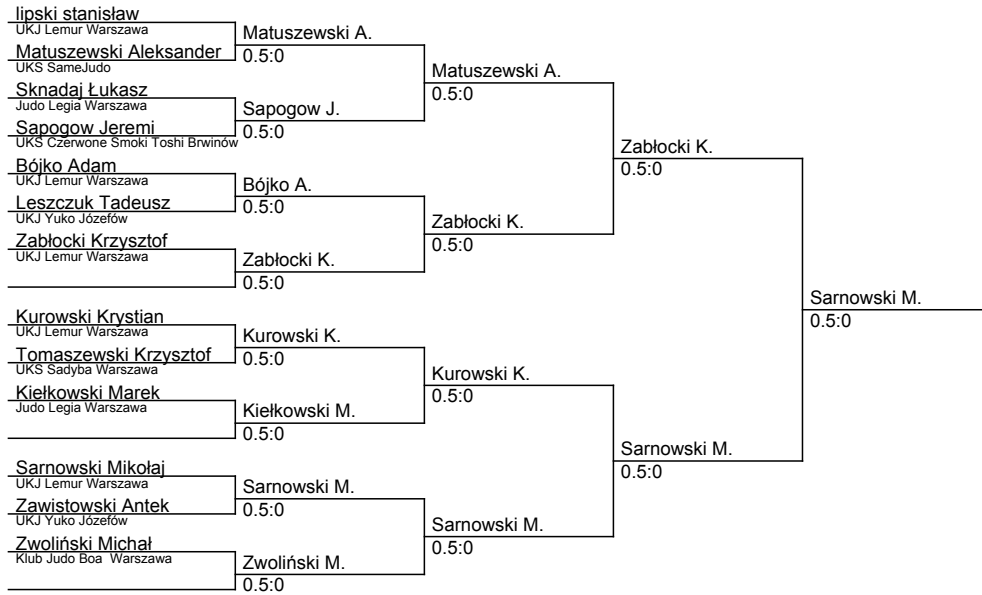 lipski stanisław
UKJ Lemur Warszawa
Matuszewski Aleksander
UKS SameJudo
Sknadaj Łukasz
Judo Legia Warszawa
Sapogow Jeremi
UKS Czerwone Smoki Toshi Brwinów
Bójko Adam
UKJ Lemur Warszawa
Leszczuk Tadeusz
UKJ Yuko Józefów
Zabłocki Krzysztof
UKJ Lemur Warszawa
Kurowski Krystian
UKJ Lemur Warszawa
Tomaszewski Krzysztof
UKS Sadyba Warszawa
Kiełkowski Marek
Judo Legia Warszawa
Sarnowski Mikołaj
UKJ Lemur Warszawa
Zawistowski Antek
UKJ Yuko Józefów
Zwoliński Michał
Klub Judo Boa  Warszawa
Matuszewski A.
0.5:0
Sapogow J.
0.5:0
Bójko A.
0.5:0
Zabłocki K.
0.5:0
Kurowski K.
0.5:0
Kiełkowski M.
0.5:0
Sarnowski M.
0.5:0
Zwoliński M.
0.5:0
Matuszewski A.
0.5:0
Zabłocki K.
0.5:0
Kurowski K.
0.5:0
Sarnowski M.
0.5:0
Zabłocki K.
0.5:0
Sarnowski M.
0.5:0
Sarnowski M.
0.5:0